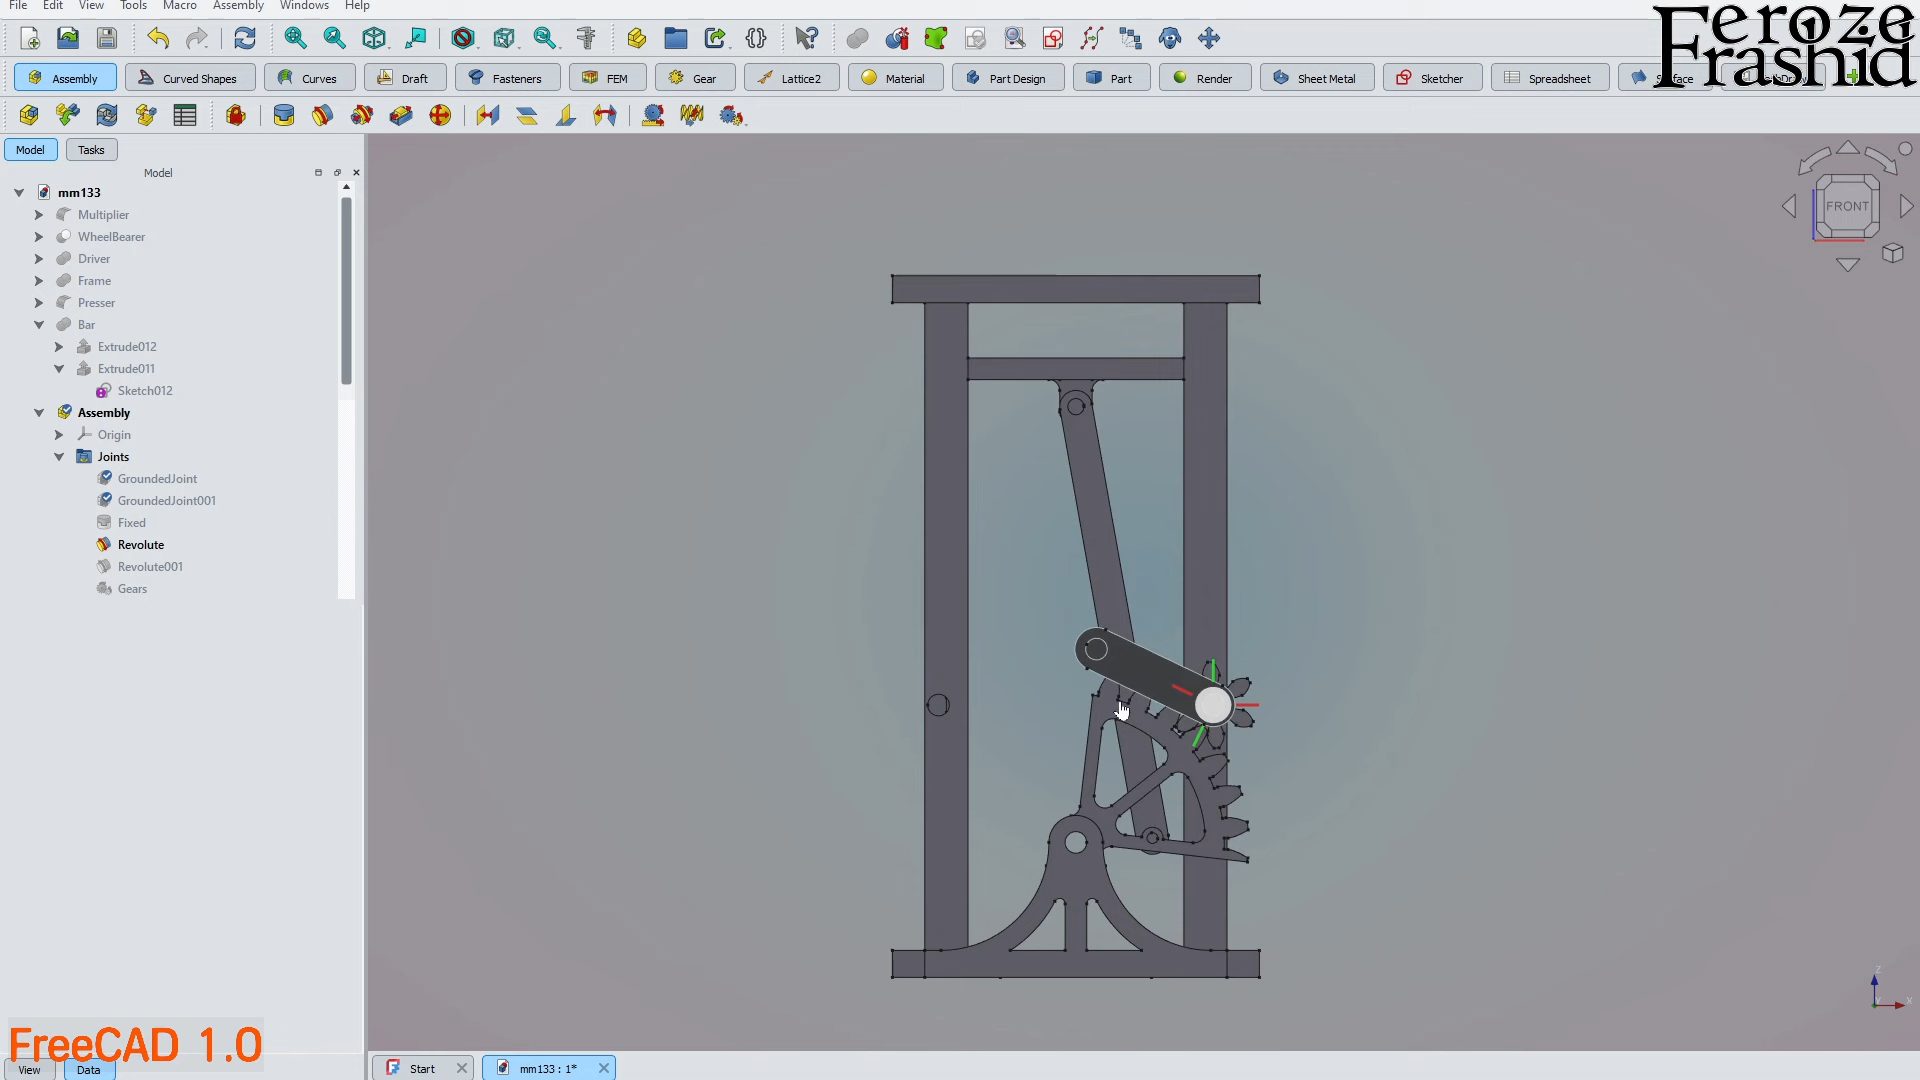 File Edit View Tools Macro Assembly Windows Help
Feroze
Frashid
Assembly Curved Shapes Curves Draft Fasteners FEM Gear Lattice2 Material Part Design Part Render Sheet Metal Sketcher Spreadsheet
Model Tasks
Model
mm133
Multiplier
WheelBearer
Driver
Frame
Presser
Bar
Extrude012
Extrude011
Sketch012
Assembly
Origin
Joints
GroundedJoint
GroundedJoint001
Fixed
Revolute
Revolute001
Gears
FRONT
Z
Y
X
FreeCAD 1.0
View Data
Start mm133 : 1*